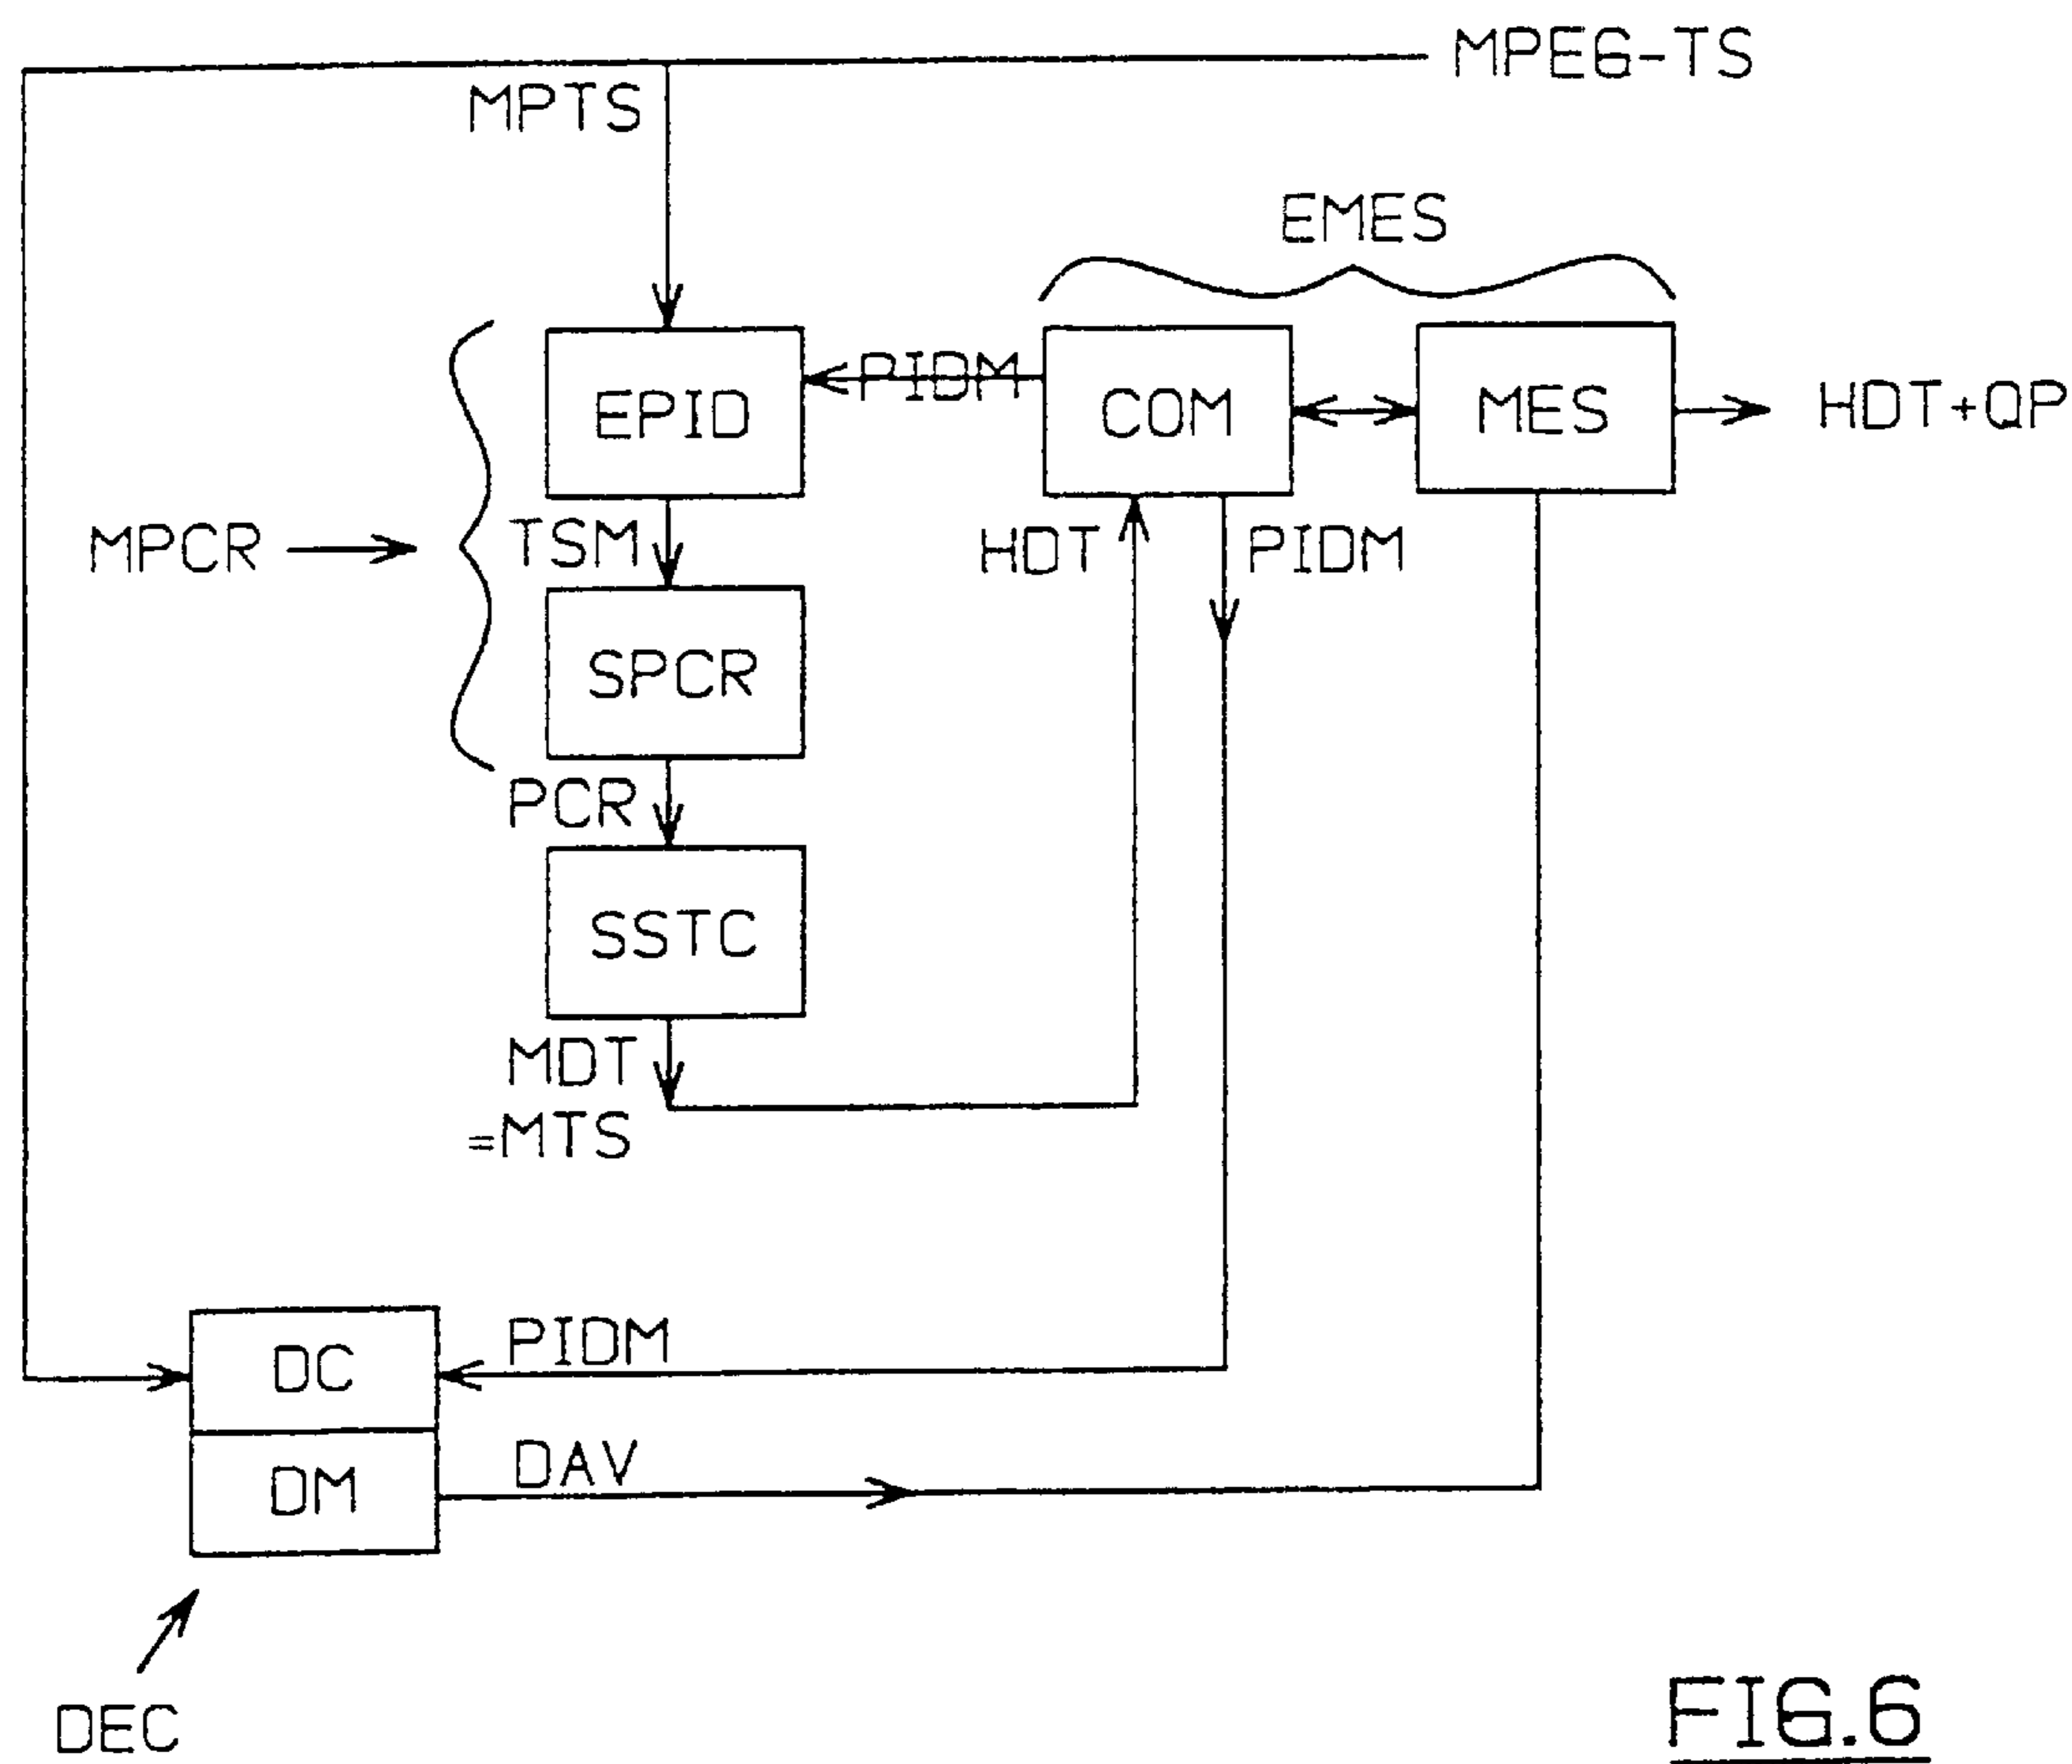 MPEG-TS
MPTS
EMES
EPID
PIDM
COM
MES
HDT+QP
MPCR
TSM
HDT
PIDM
SPCR
PCR
SSTC
MDT
=MTS
DC
PIDM
DM
DAV
DEC
FIG.6